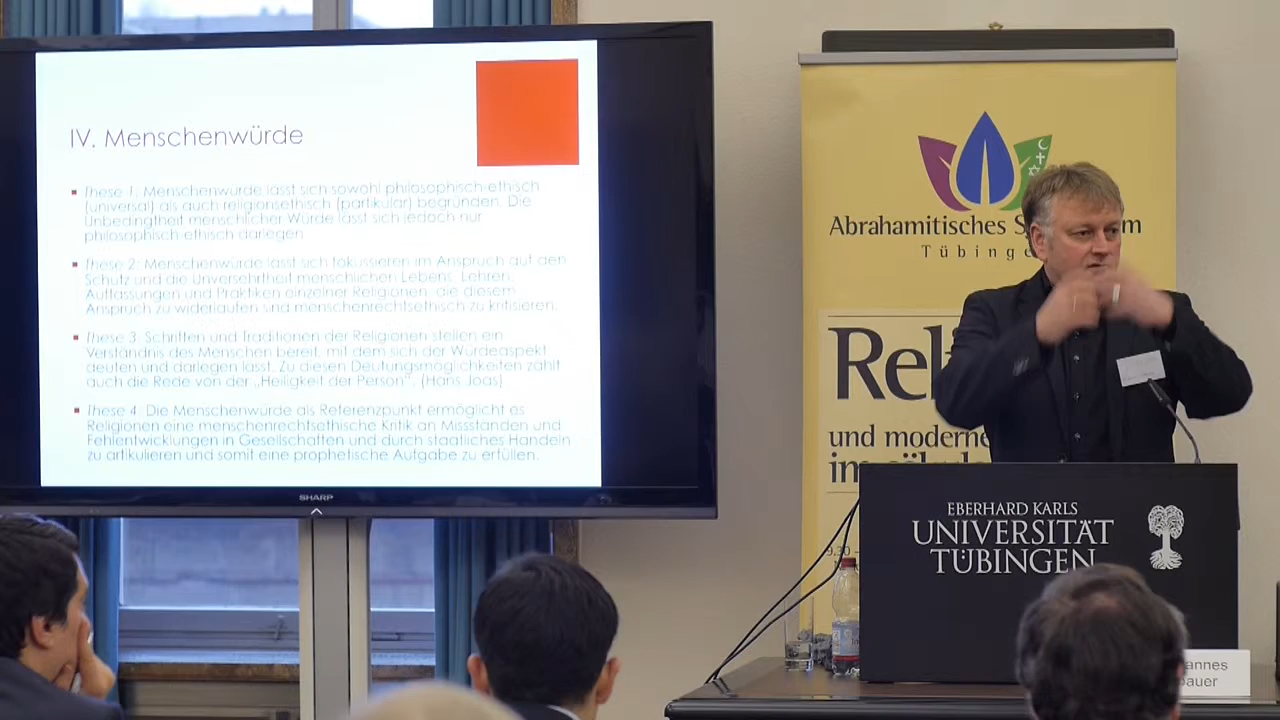 IV. Menschenwürde
These 1: Menschenwürde lässt sich sowohl philosophisch-ethisch
(universal) als auch religionsethisch (partikular) begründen. Die
Unbedingtheit menschlicher Würde lässt sich jedoch nur
philosophisch-ethisch darlegen
These 2: Menschenwürde lässt sich fokussieren im Anspruch auf den
Schutz und die Unversehrtheit menschlichen Lebens. Lehren,
Auffassungen und Praktiken einzelner Religionen, die diesem
Anspruch zu widerlaufen sind menschenrechtsethisch zu kritisieren.
These 3: Schriften und Traditionen der Religionen stellen ein
Verständnis des Menschen bereit, mit dem sich der Würdeaspekt
deuten und darlegen lässt. Zu diesen Deutungsmöglichkeiten zählt
auch die Rede von der „Heiligkeit der Person“. (Hans Joas)
These 4: Die Menschenwürde als Referenzpunkt ermöglicht es
Religionen eine menschenrechtsethische Kritik an Missständen und
Fehlentwicklungen in Gesellschaften und durch staatliches Handeln
zu artikulieren und somit eine prophetische Aufgabe zu erfüllen.
SHARP
Abrahamitisches
Tübing
Rel
und moderne
im
9.30
EBERHARD KARLS
UNIVERSITÄT
TÜBINGEN
annes
auer